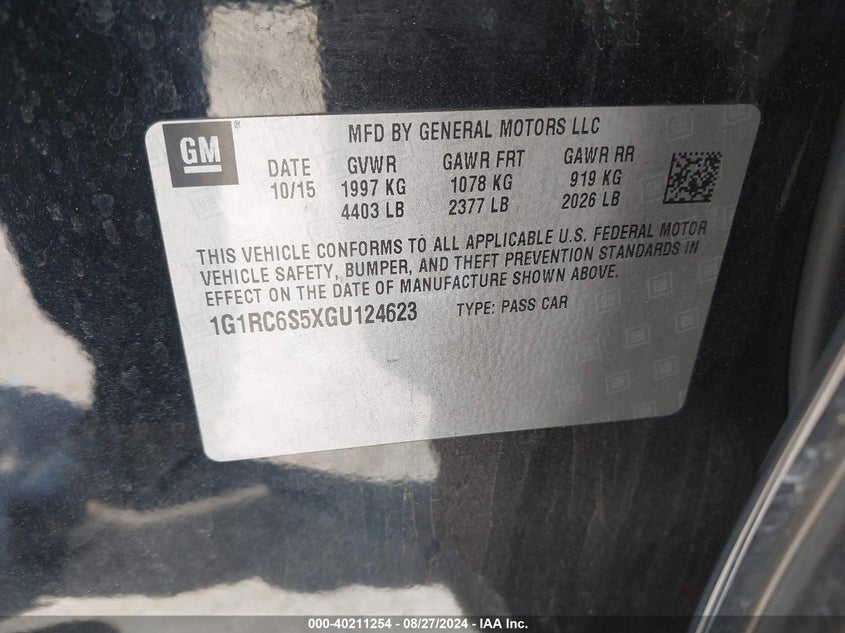 GM ® MFD BY GENERAL MOTORS LLC
DATE GVWR GAWR FRT GAWR RR
10/15 1997 KG 1078 KG 919 KG
4403 LB 2377 LB 2026 LB
THIS VEHICLE CONFORMS TO ALL APPLICABLE U.S. FEDERAL MOTOR
VEHICLE SAFETY, BUMPER, AND THEFT PREVENTION STANDARDS IN
EFFECT ON THE DATE OF MANUFACTURE SHOWN ABOVE.
1G1RC6S5XGU124623 TYPE: PASS CAR
000-40211254 - 08/27/2024 - IAA Inc.